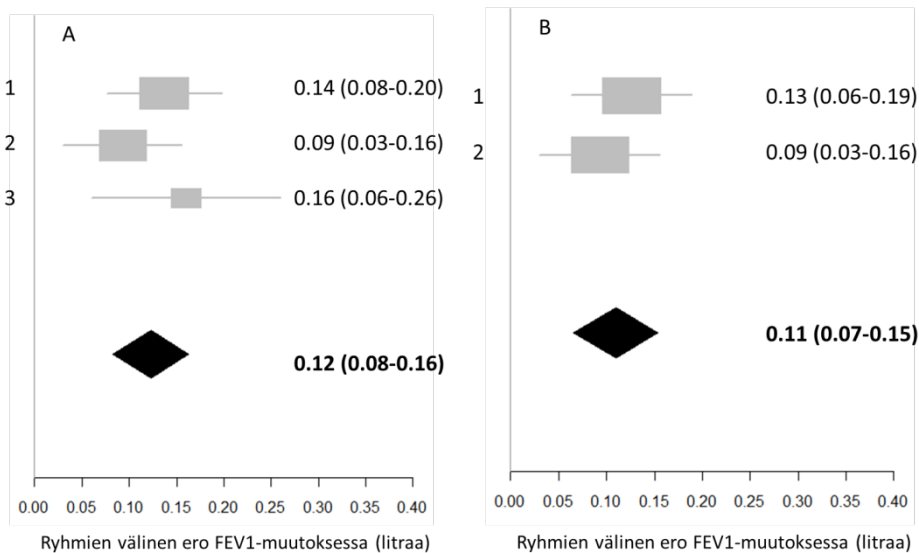 A
1 0.14 (0.08-0.20)
2 0.09 (0.03-0.16)
3 0.16 (0.06-0.26)
0.12 (0.08-0.16)
0.00 0.05 0.10 0.15 0.20 0.25 0.30 0.35 0.40
Ryhmien välinen ero FEV1-muutoksessa (litraa)
B
1 0.13 (0.06-0.19)
2 0.09 (0.03-0.16)
0.11 (0.07-0.15)
0.00 0.05 0.10 0.15 0.20 0.25 0.30 0.35 0.40
Ryhmien välinen ero FEV1-muutoksessa (litraa)